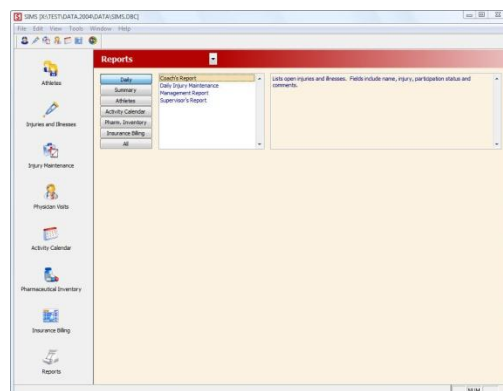 SIMS [X:\TEST\DATA.2004\DATA\SIMS.DBC]
File Edit View Tools Window Help
Reports
Athletes
Injuries and Illnesses
Injury Maintenance
Physician Visits
Activity Calendar
Pharmaceutical Inventory
Insurance Billing
Reports
Daily
Summary
Athletes
Activity Calendar
Pharm. Inventory
Insurance Billing
All
Coach's Report
Daily Injury Maintenance
Management Report
Supervisor's Report
Lists open injuries and illnesses. Fields include name, injury, participation status and
comments.
NUM